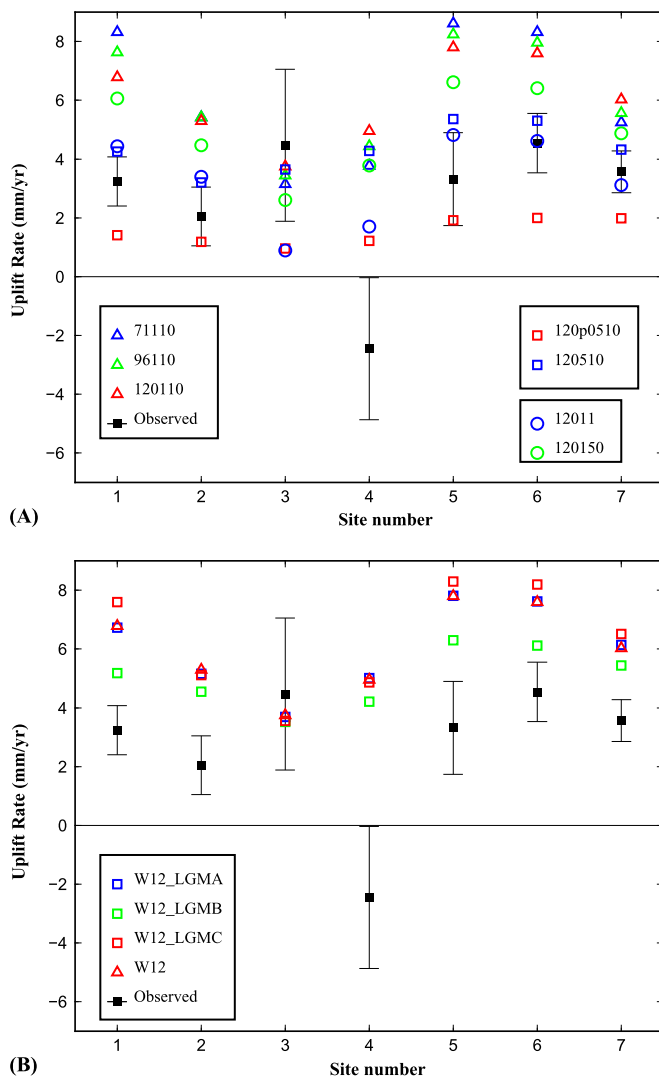 8
6
4
2
0
−2
−4
−6
Uplift Rate (mm/yr)
71110
96110
120110
Observed
120p0510
120510
12011
120150
1 2 3 4 5 6 7
Site number
(A)
8
6
4
2
0
−2
−4
−6
Uplift Rate (mm/yr)
W12_LGMA
W12_LGMB
W12_LGMC
W12
Observed
1 2 3 4 5 6 7
Site number
(B)